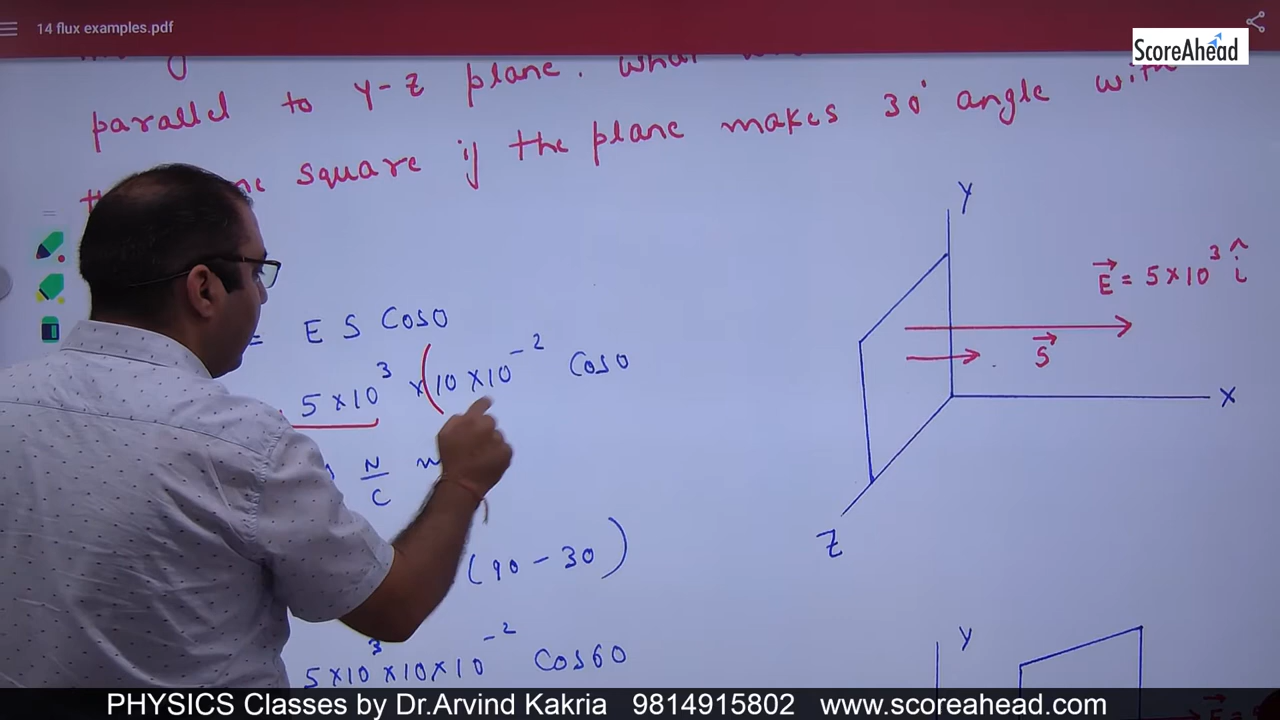 14 flux examples.pdf
ScoreAhead
parallel to Y-Z plane. What
square if the plane makes 30° angle with
= E S Cos0
5×10³ ×(10×10⁻² Cos0
N/C
(90-30)
5×10³×10×10⁻² Cos60
Y
E⃗ = 5×10³ î
S⃗
X
Z
Y
PHYSICS Classes by Dr.Arvind Kakria 9814915802 www.scoreahead.com